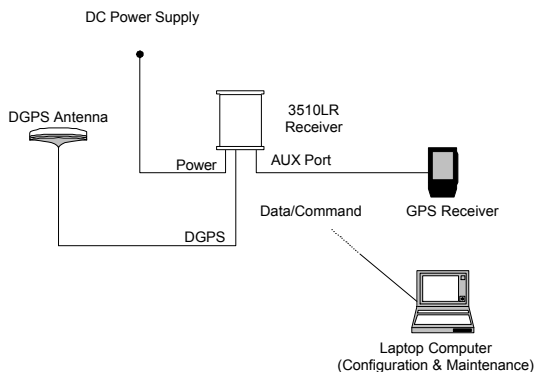 DC Power Supply
DGPS Antenna
3510LR
Receiver
Power
AUX Port
DGPS
Data/Command
GPS Receiver
Laptop Computer
(Configuration & Maintenance)